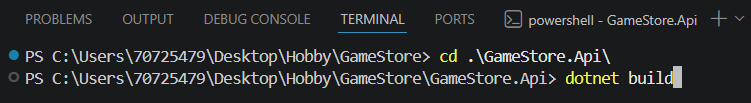 PROBLEMS OUTPUT DEBUG CONSOLE TERMINAL PORTS powershell - GameStore.Api
PS C:\Users\70725479\Desktop\Hobby\GameStore> cd .\GameStore.Api\
PS C:\Users\70725479\Desktop\Hobby\GameStore\GameStore.Api> dotnet build